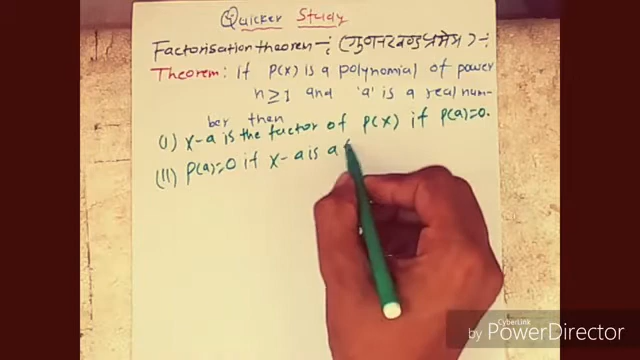 Quicker Study
Factorisation theorem -: (गुणनखण्ड प्रमेय) -:
Theorem: if P(x) is a polynomial of power
n ≥ 1 and 'a' is a real num-
ber then
(I) x-a is the factor of P(x) if P(a)=0.
(II) P(a)=0 if x-a is a
by CyberLink PowerDirector